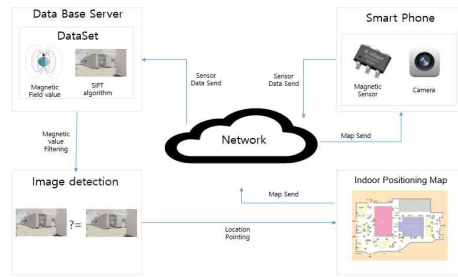 Data Base Server
DataSet
Magnetic
Field value
SIFT
algorithm
Smart Phone
Magnetic
Sensor
Camera
Sensor
Data Send
Sensor
Data Send
Network
Map Send
Magnetic
value
Filtering
Image detection
?=
Map Send
Location
Pointing
Indoor Positioning Map